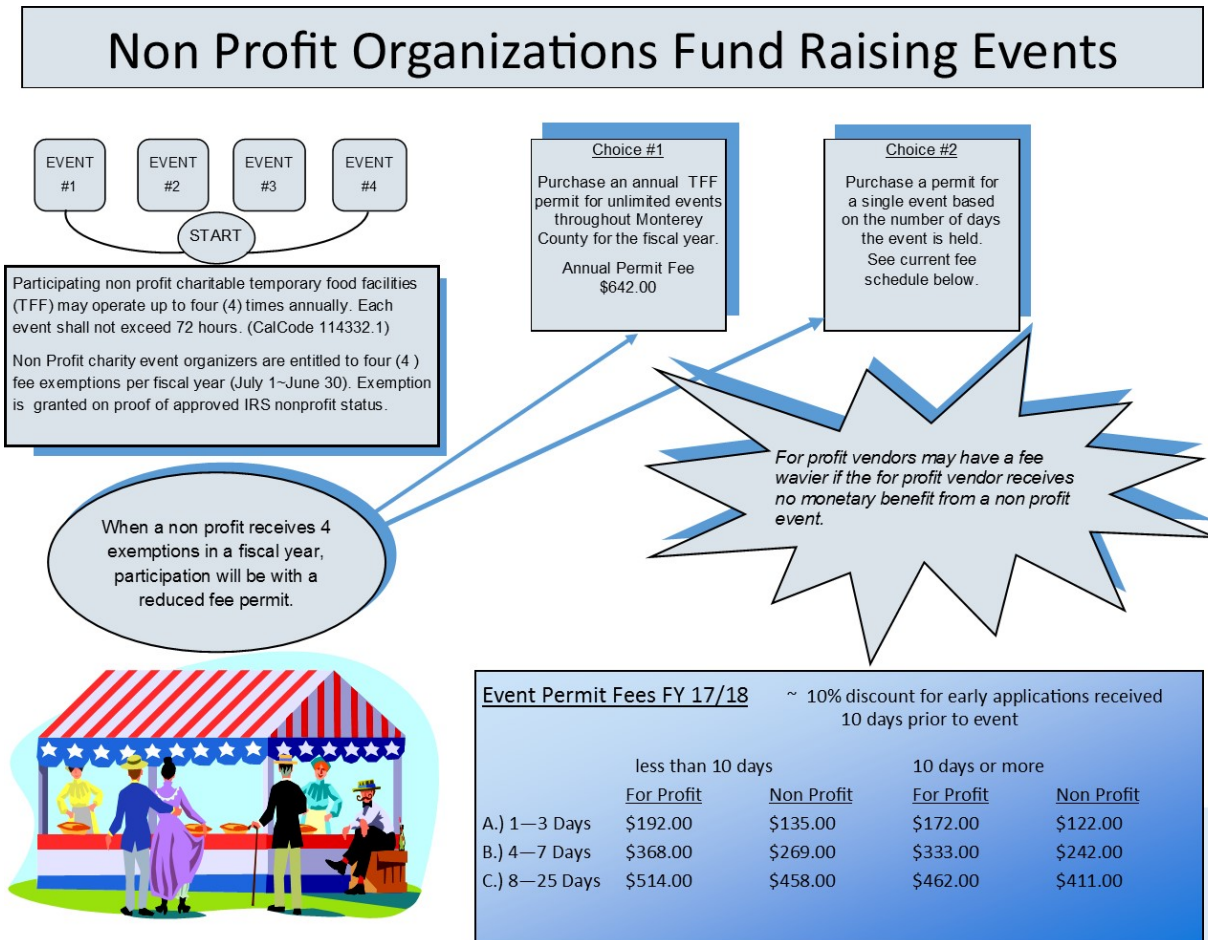 Non Profit Organizations Fund Raising Events
EVENT
#1
EVENT
#2
EVENT
#3
EVENT
#4
START
Participating non profit charitable temporary food facilities
(TFF) may operate up to four (4) times annually. Each
event shall not exceed 72 hours. (CalCode 114332.1)
Non Profit charity event organizers are entitled to four (4 )
fee exemptions per fiscal year (July 1~June 30). Exemption
is granted on proof of approved IRS nonprofit status.
When a non profit receives 4
exemptions in a fiscal year,
participation will be with a
reduced fee permit.
Choice #1
Purchase an annual TFF
permit for unlimited events
throughout Monterey
County for the fiscal year.
Annual Permit Fee
$642.00
Choice #2
Purchase a permit for
a single event based
on the number of days
the event is held.
See current fee
schedule below.
For profit vendors may have a fee
wavier if the for profit vendor receives
no monetary benefit from a non profit
event.
Event Permit Fees FY 17/18 ~ 10% discount for early applications received
10 days prior to event
less than 10 days 10 days or more
For Profit Non Profit For Profit Non Profit
A.) 1—3 Days $192.00 $135.00 $172.00 $122.00
B.) 4—7 Days $368.00 $269.00 $333.00 $242.00
C.) 8—25 Days $514.00 $458.00 $462.00 $411.00